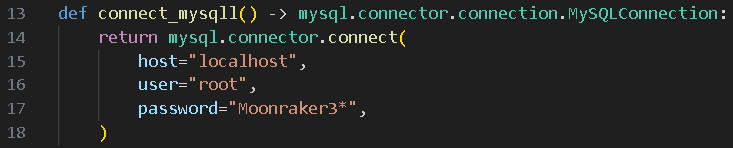 13 def connect_mysqll() -> mysql.connector.connection.MySQLConnection:
14     return mysql.connector.connect(
15         host="localhost",
16         user="root",
17         password="Moonraker3*",
18     )